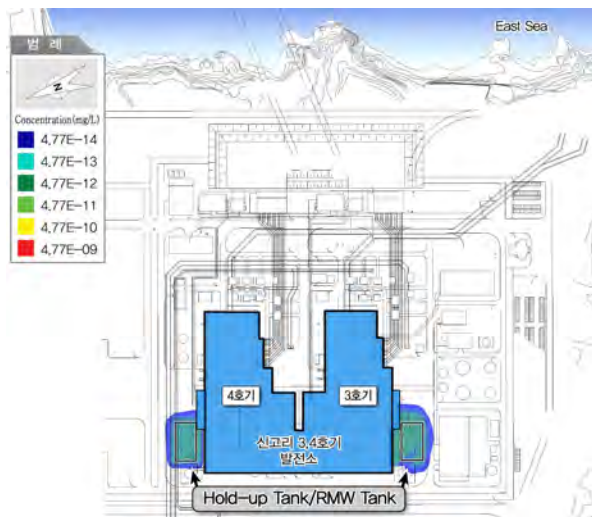 East Sea
범 례
N
Concentration(mg/L)
4.77E-14
4.77E-13
4.77E-12
4.77E-11
4.77E-10
4.77E-09
4호기
3호기
신고리 3,4호기
발전소
Hold-up Tank/RMW Tank